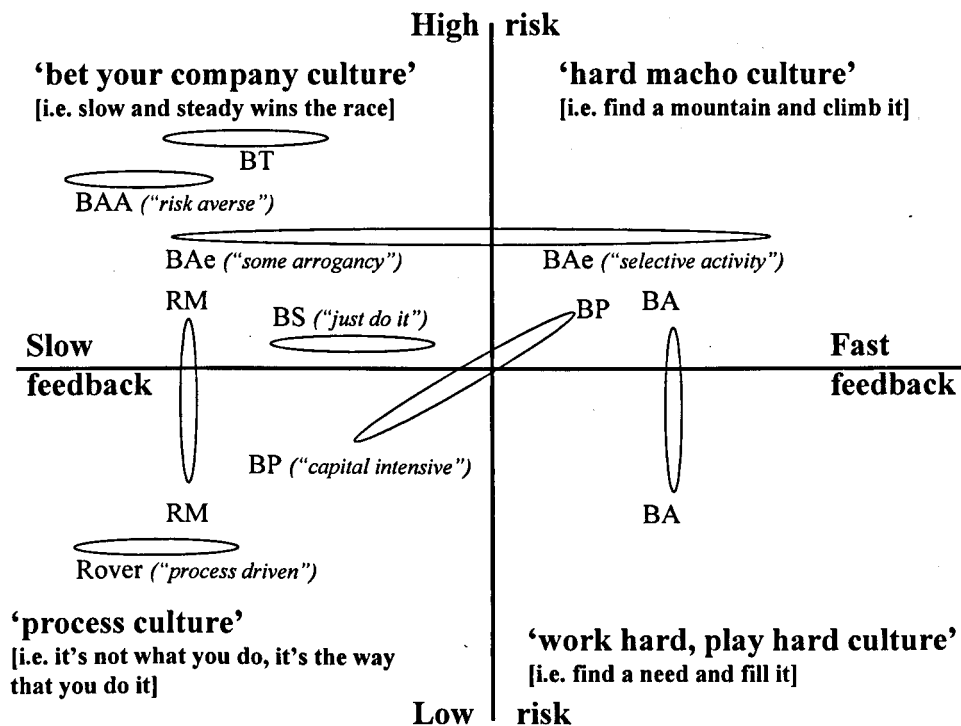 High risk
'bet your company culture'
[i.e. slow and steady wins the race]
'hard macho culture'
[i.e. find a mountain and climb it]
BT
BAA ("risk averse")
BAe ("some arrogancy")
BAe ("selective activity")
RM
BS ("just do it")
BP
BA
Slow
feedback
Fast
feedback
BP ("capital intensive")
RM
BA
Rover ("process driven")
'process culture'
[i.e. it's not what you do, it's the way
that you do it]
'work hard, play hard culture'
[i.e. find a need and fill it]
Low risk